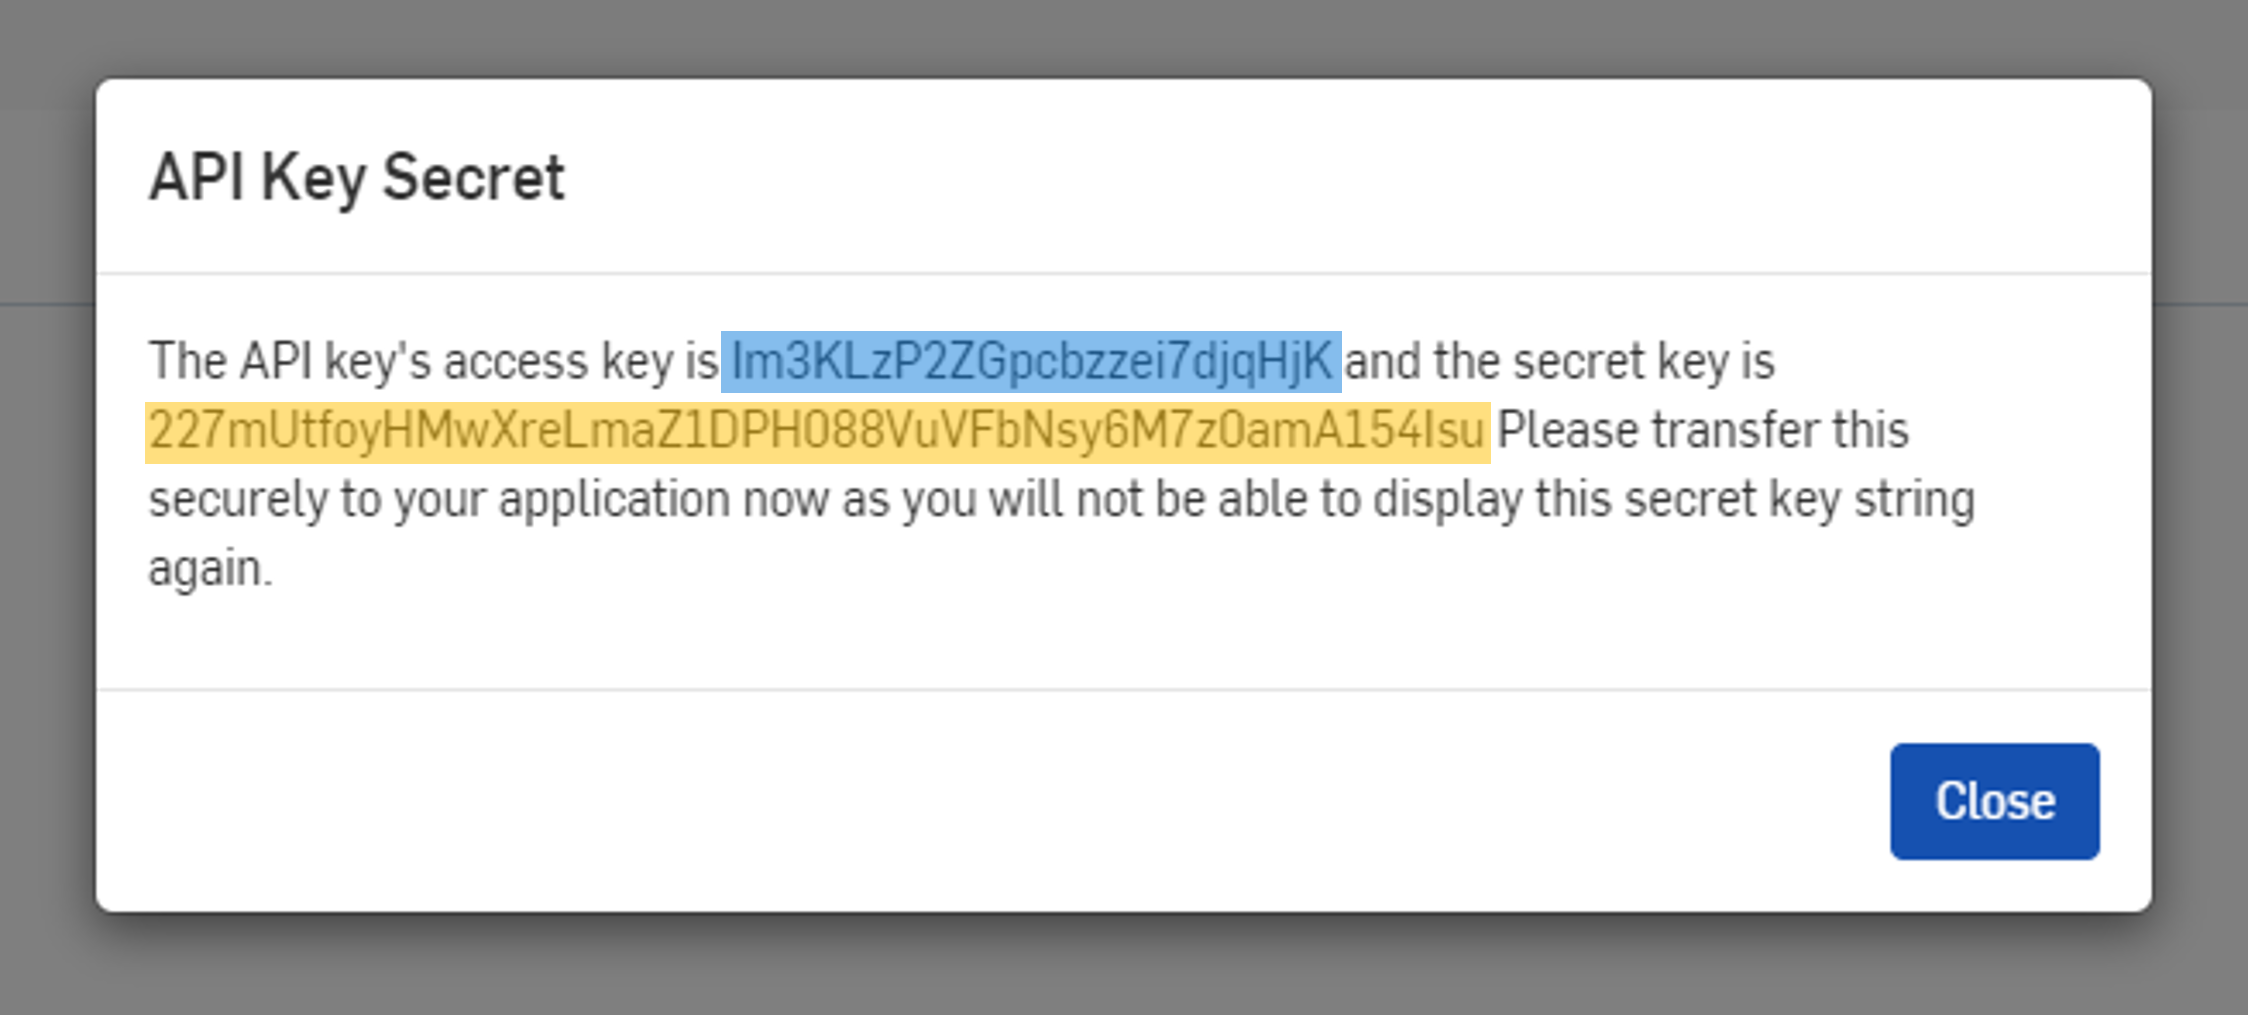 API Key Secret
The API key's access key is Im3KLzP2ZGpcbzzei7djqHjK and the secret key is
227mUtfoyHMwXreLmaZ1DPHO88VuVFbNsy6M7z0amA154Isu Please transfer this
securely to your application now as you will not be able to display this secret key string
again.
Close